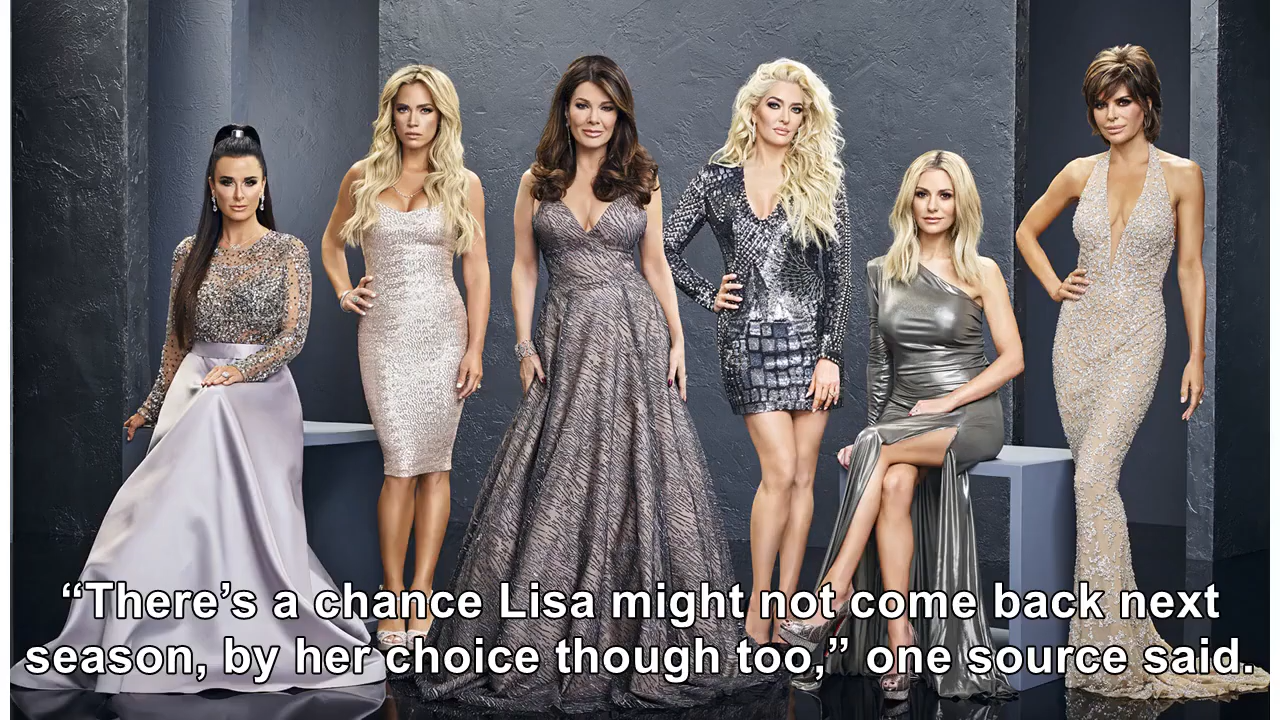 “There’s a chance Lisa might not come back next
season, by her choice though too,” one source said.